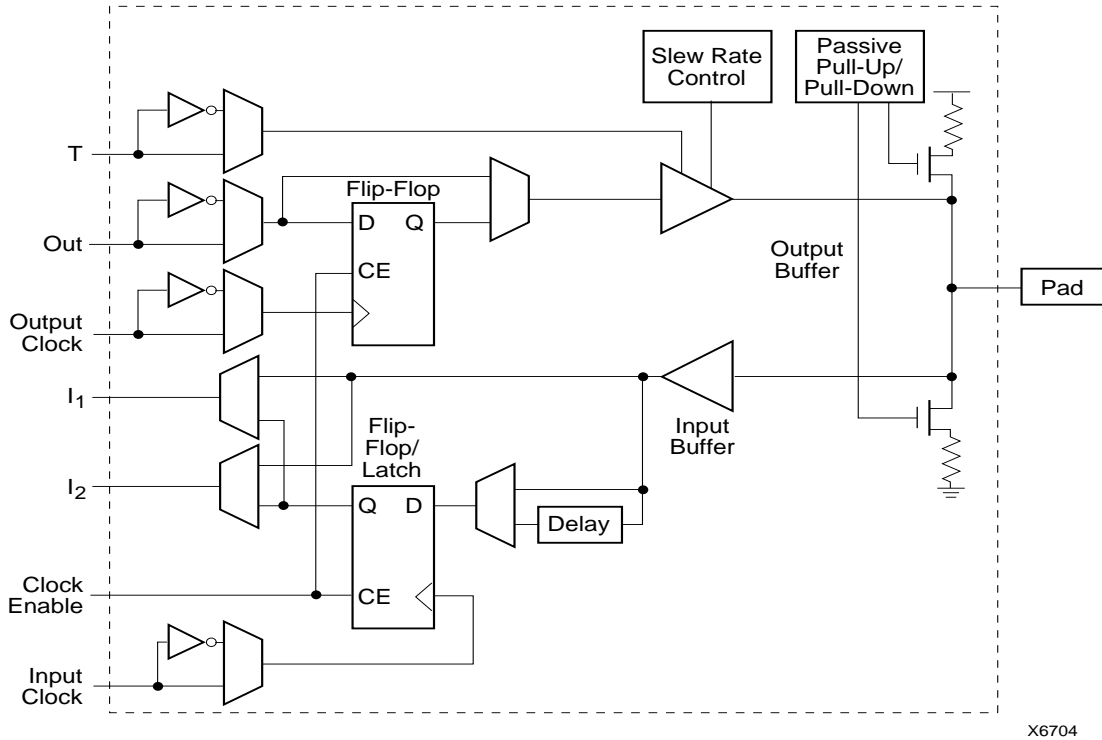 Slew Rate
Control
Passive
Pull-Up/
Pull-Down
T
Flip-Flop
D
Q
Out
CE
Output
Buffer
Output
Clock
Pad
I1
Flip-
Flop/
Latch
Input
Buffer
I2
Q
D
Delay
Clock
Enable
CE
Input
Clock
X6704